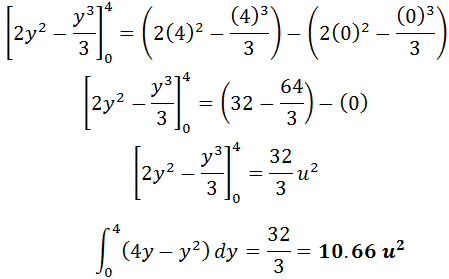 [2y² − y³/3]₀⁴ = (2(4)² − (4)³/3) − (2(0)² − (0)³/3)
[2y² − y³/3]₀⁴ = (32 − 64/3) − (0)
[2y² − y³/3]₀⁴ = 32/3 u²
∫₀⁴ (4y − y²) dy = 32/3 = 10.66 u²